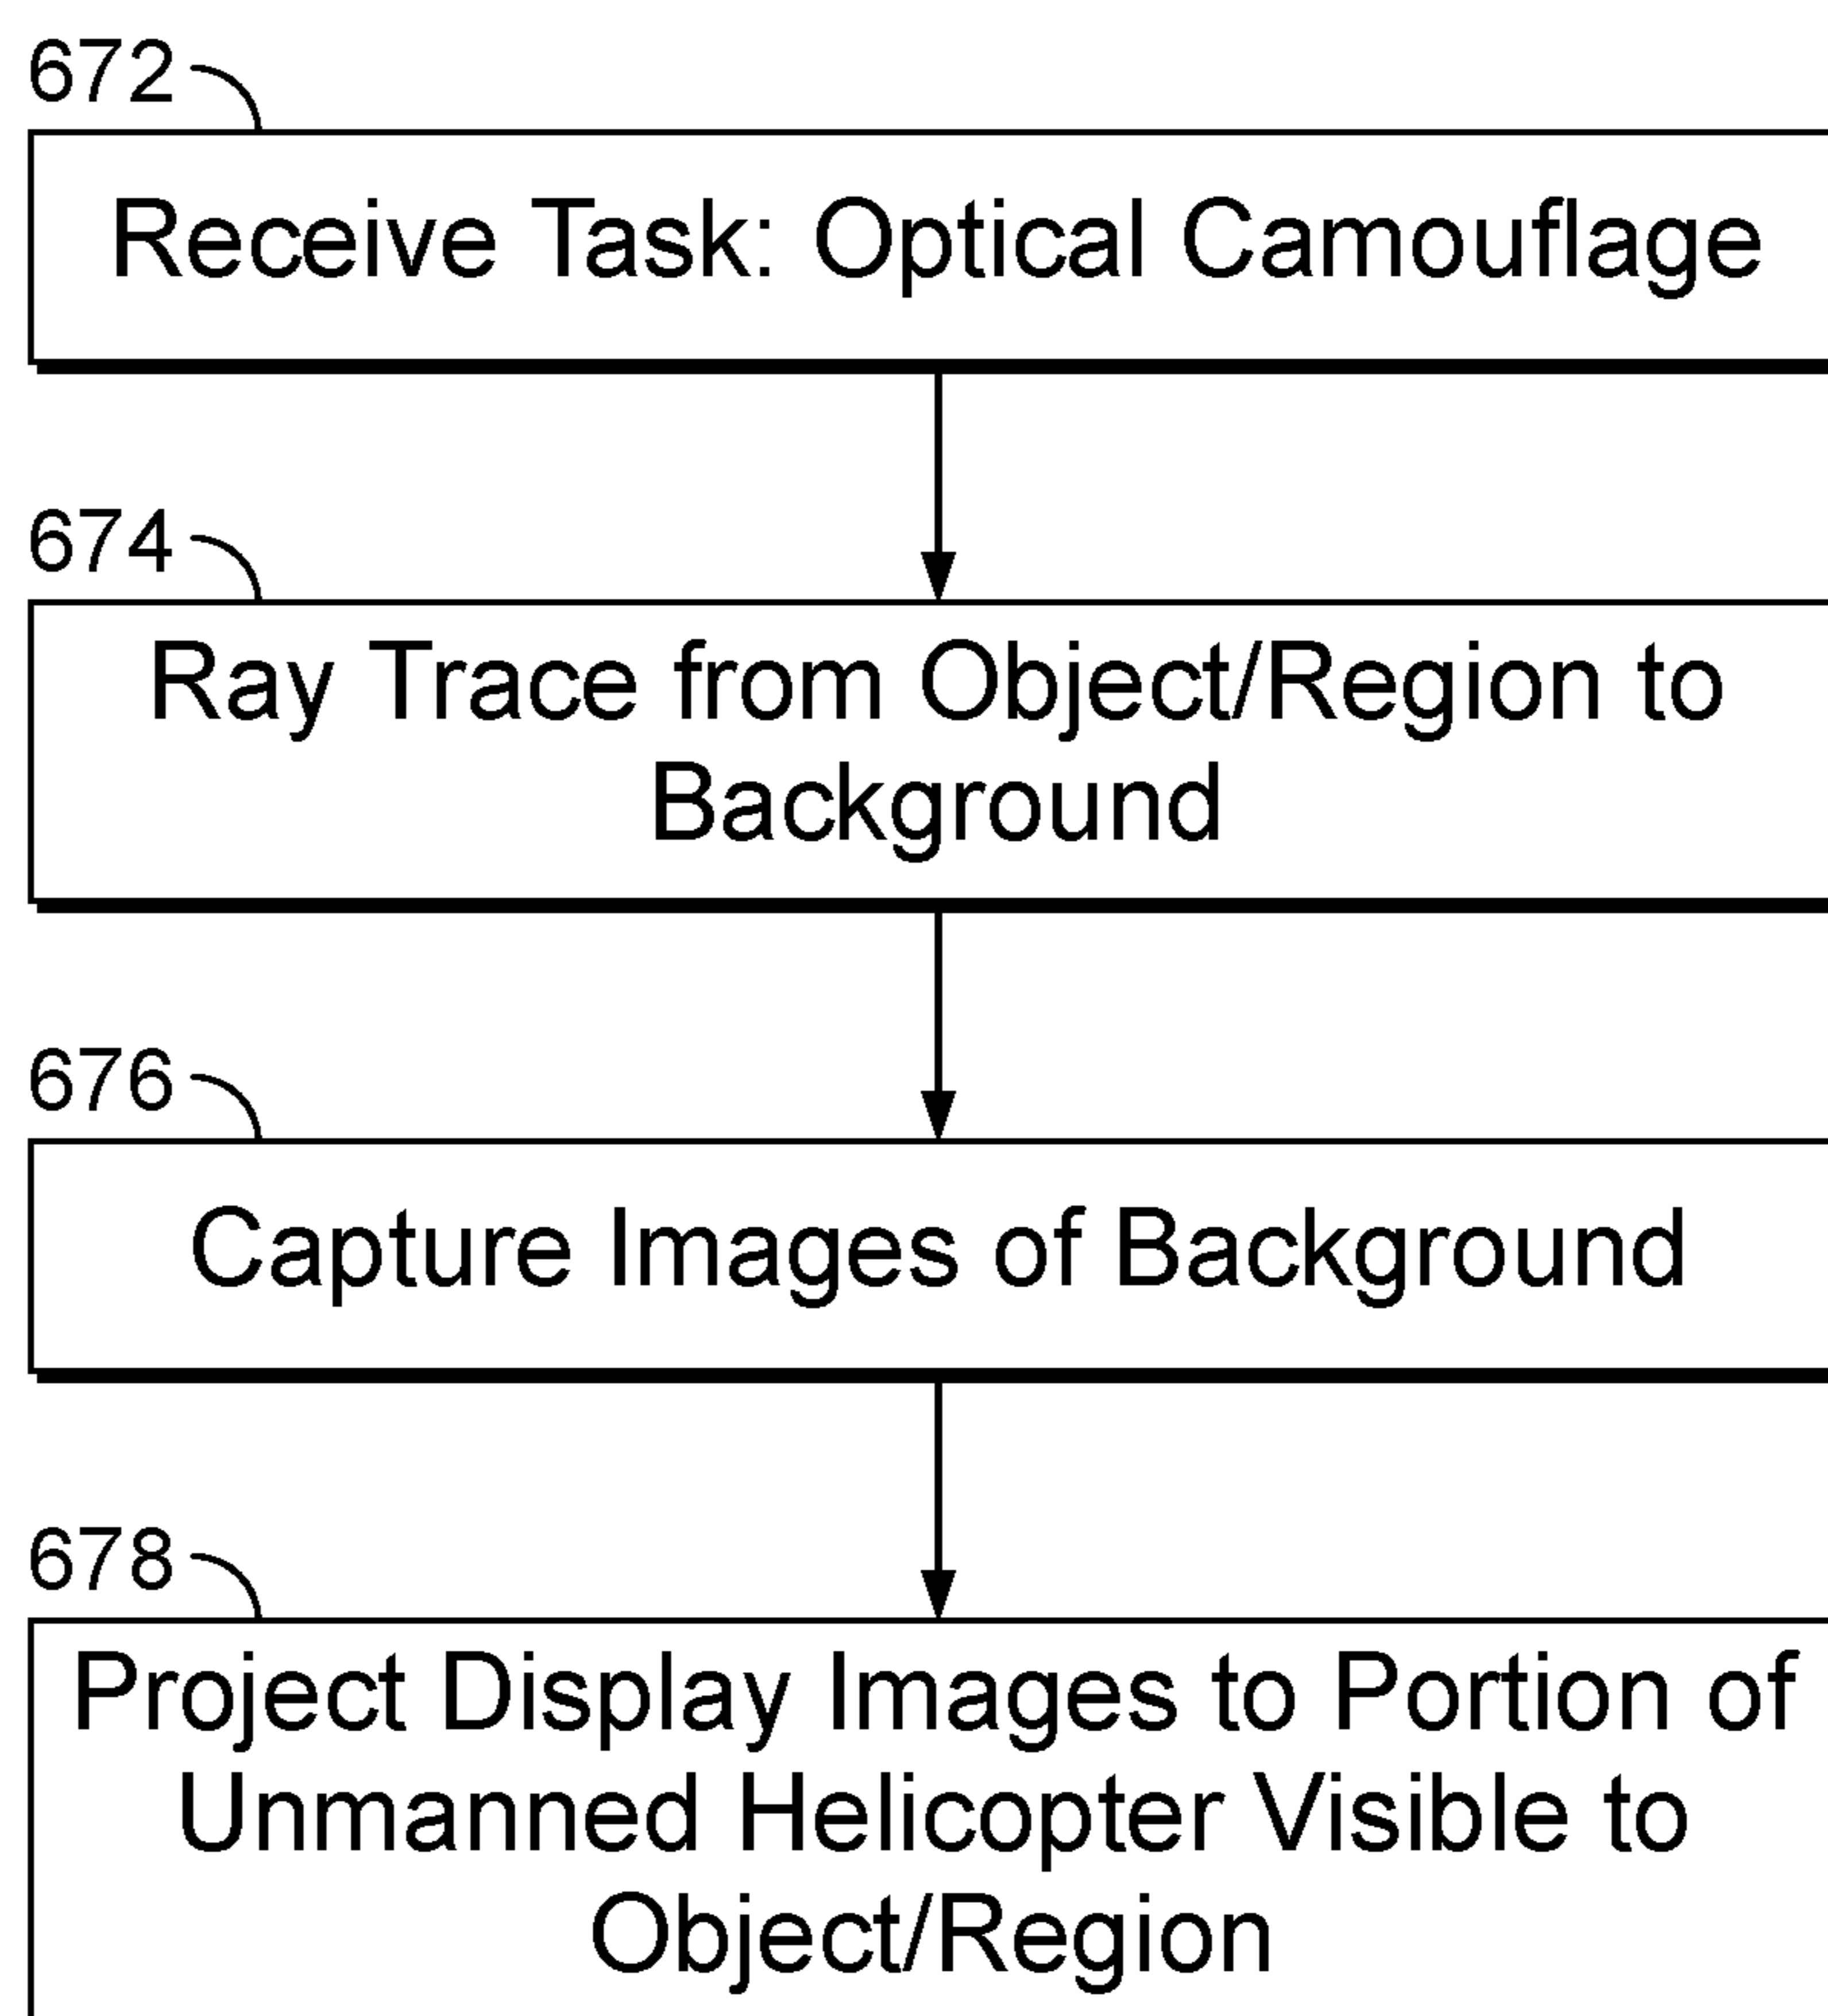 672
Receive Task: Optical Camouflage
674
Ray Trace from Object/Region to
Background
676
Capture Images of Background
678
Project Display Images to Portion of
Unmanned Helicopter Visible to
Object/Region